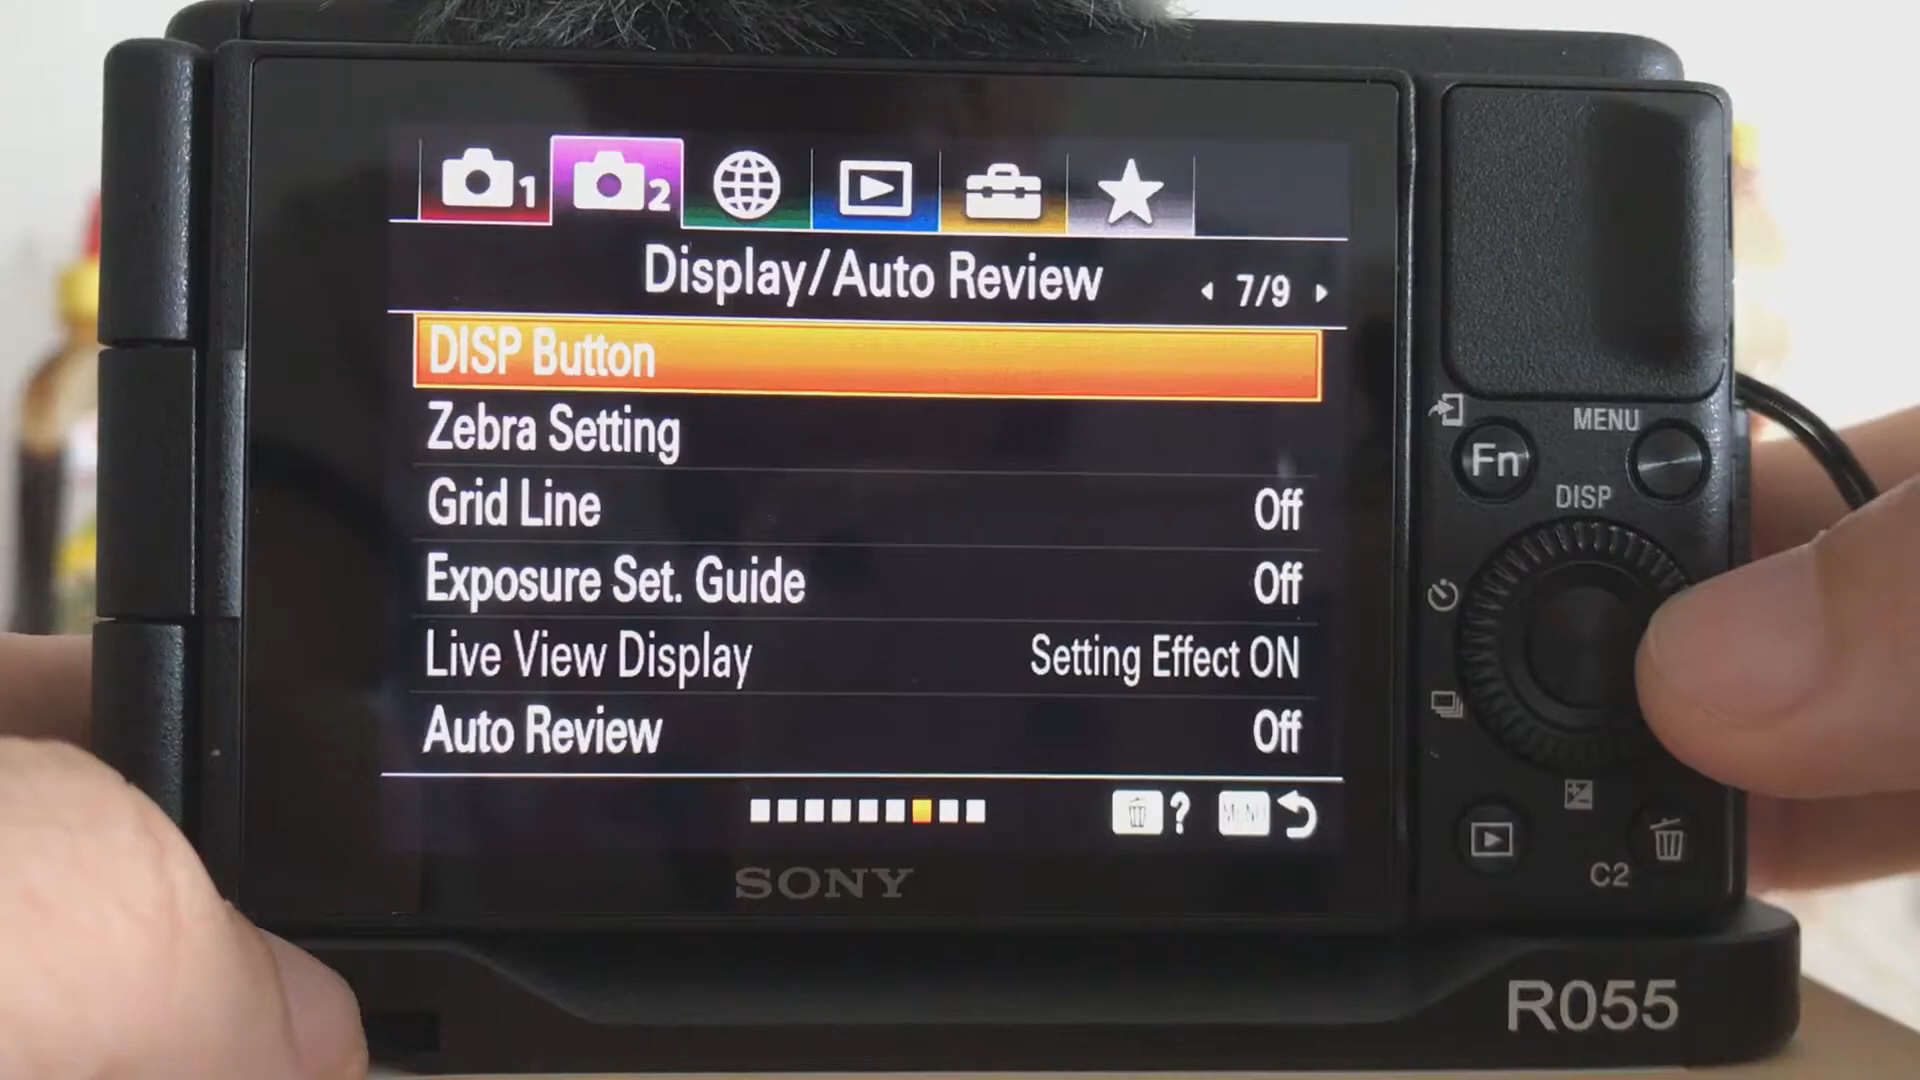 1 2
Display/Auto Review 7/9
DISP Button
Zebra Setting
Grid Line Off
Exposure Set. Guide Off
Live View Display Setting Effect ON
Auto Review Off
? MENU
SONY
MENU
Fn
DISP
C2
R055